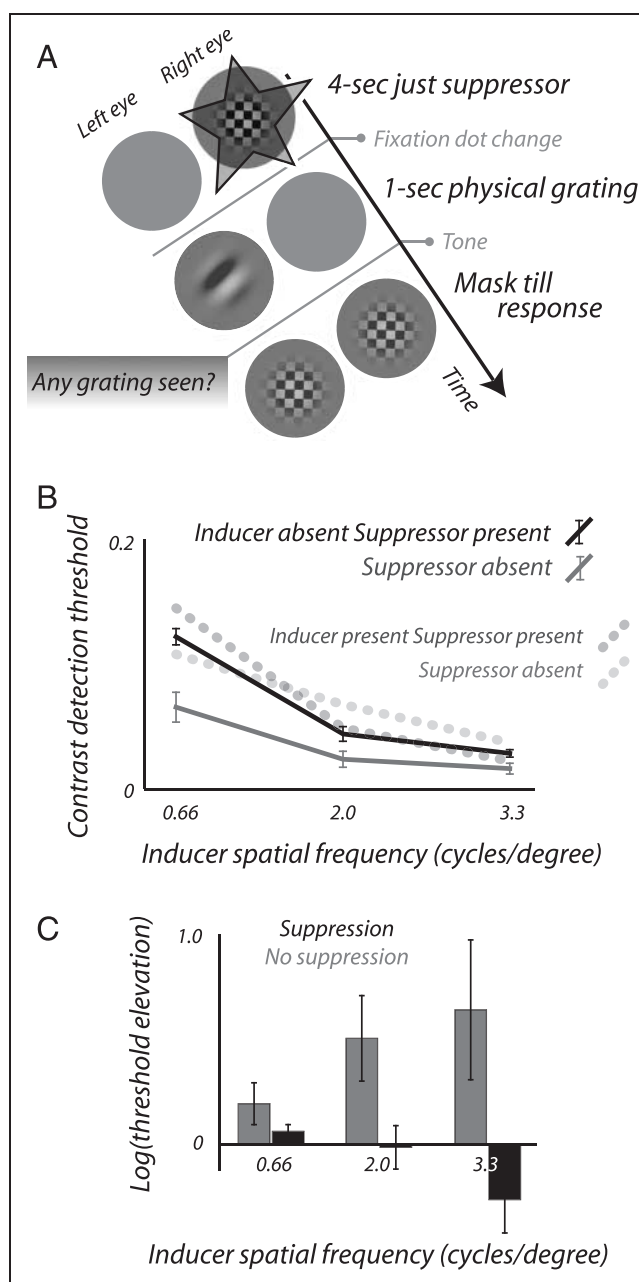 A
Left eye
Right eye
4-sec just suppressor
Fixation dot change
1-sec physical grating
Tone
Mask till
response
Any grating seen?
Time
B
Contrast detection threshold
0.2
0
Inducer absent Suppressor present
Suppressor absent
Inducer present Suppressor present
Suppressor absent
0.66 2.0 3.3
Inducer spatial frequency (cycles/degree)
C
Log(threshold elevation)
1.0
0
Suppression
No suppression
0.66 2.0 3.3
Inducer spatial frequency (cycles/degree)